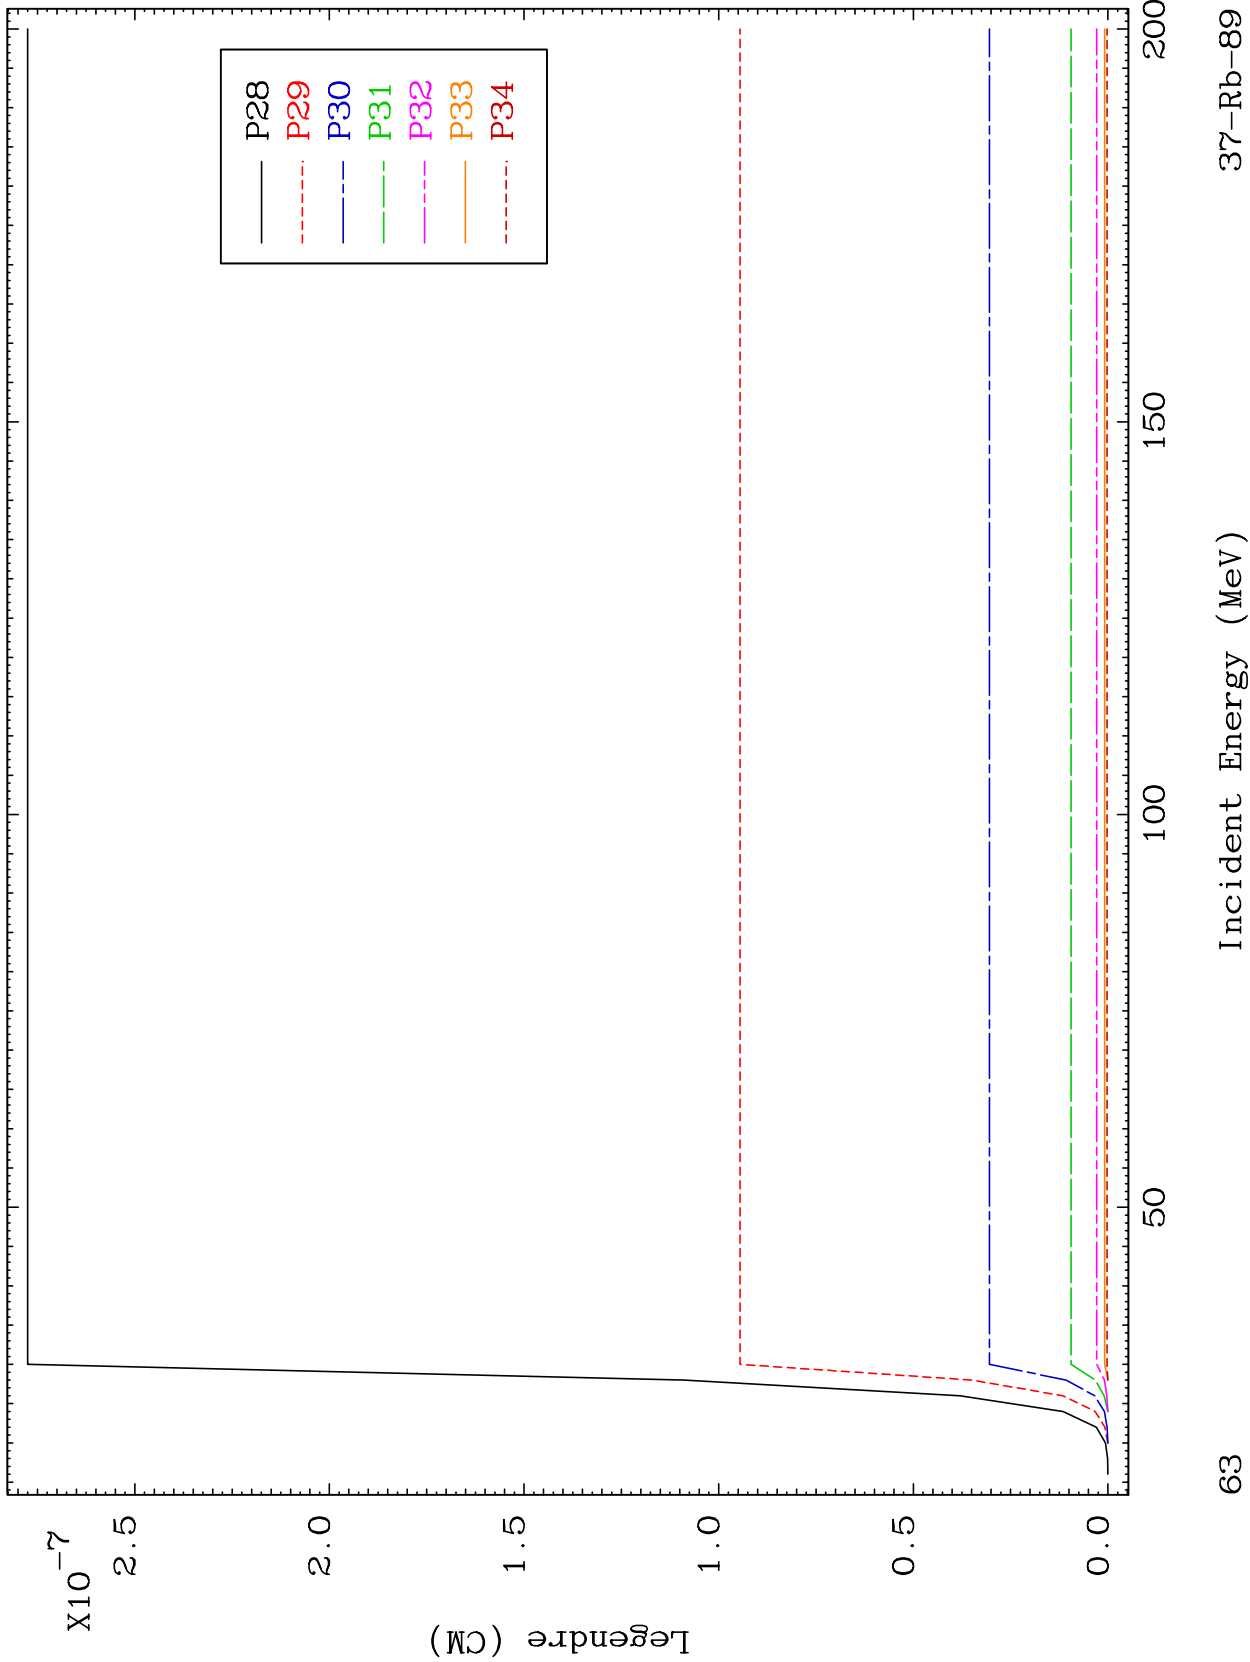 X10-7
2.5
2.0
1.5
1.0
0.5
0.0
Legendre (CM)
P28
P29
P30
P31
P32
P33
P34
50
100
150
200
63
Incident Energy (MeV)
37-Rb-89